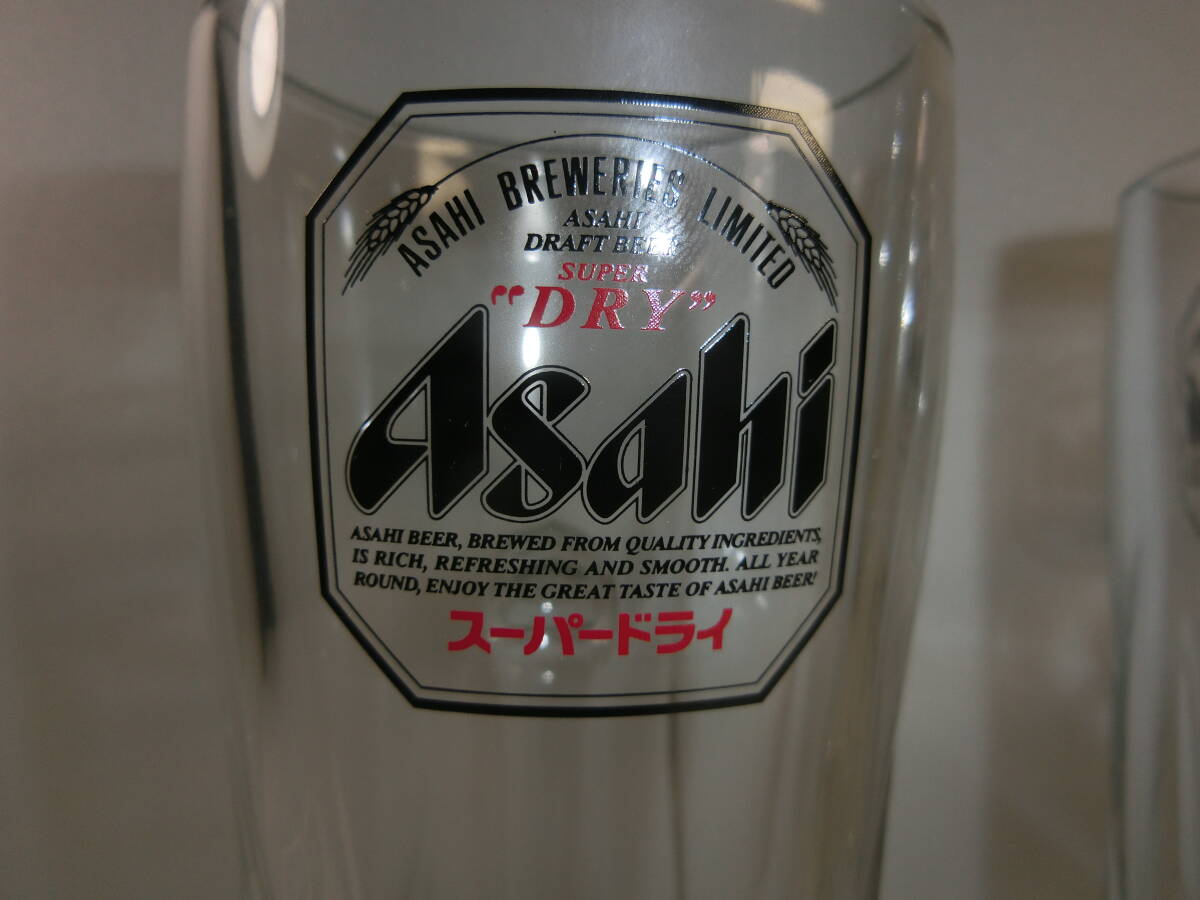 ASAHI BREWERIES LIMITED
ASAHI
DRAFT BEER
SUPER
"DRY"
Asahi
ASAHI BEER, BREWED FROM QUALITY INGREDIENTS,
IS RICH, REFRESHING AND SMOOTH. ALL YEAR
ROUND, ENJOY THE GREAT TASTE OF ASAHI BEER!
スーパードライ